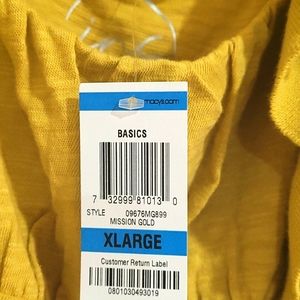 macys.com
BASICS
7 32999 81013 0
STYLE 09676MG899
MISSION GOLD
XLARGE
Customer Return Label
0801030493019